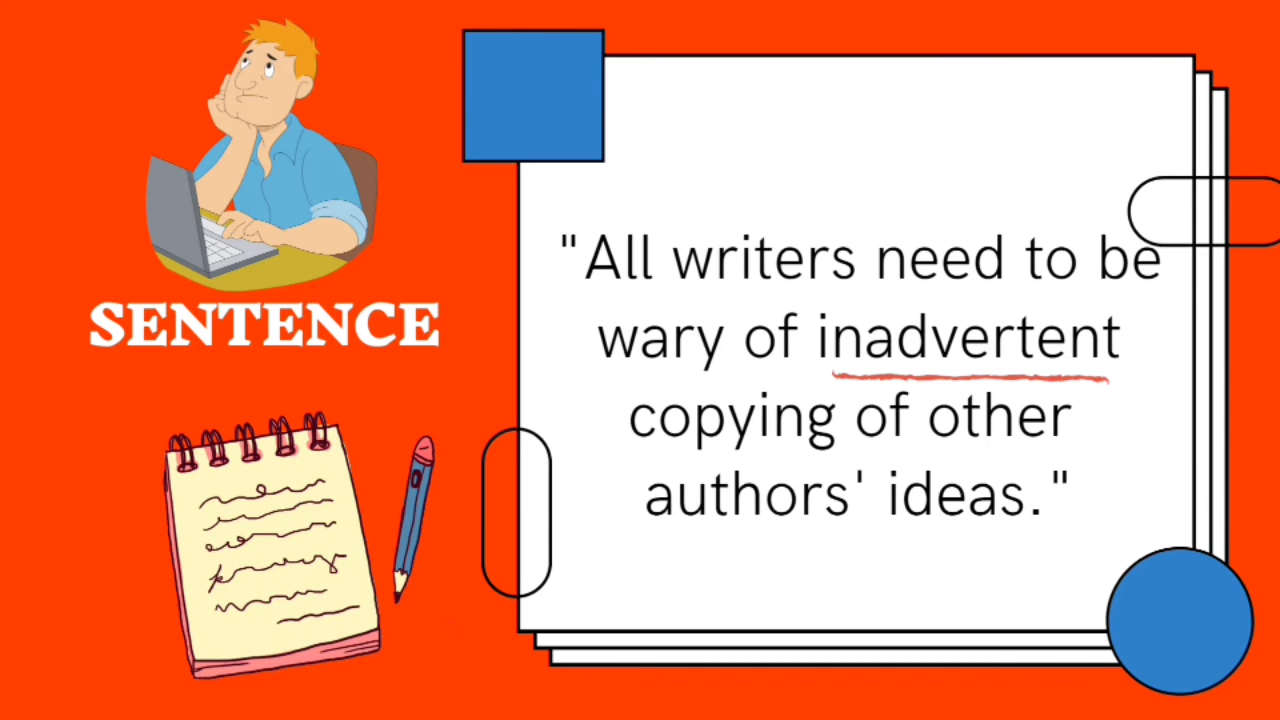 SENTENCE
"All writers need to be
wary of inadvertent
copying of other
authors' ideas."